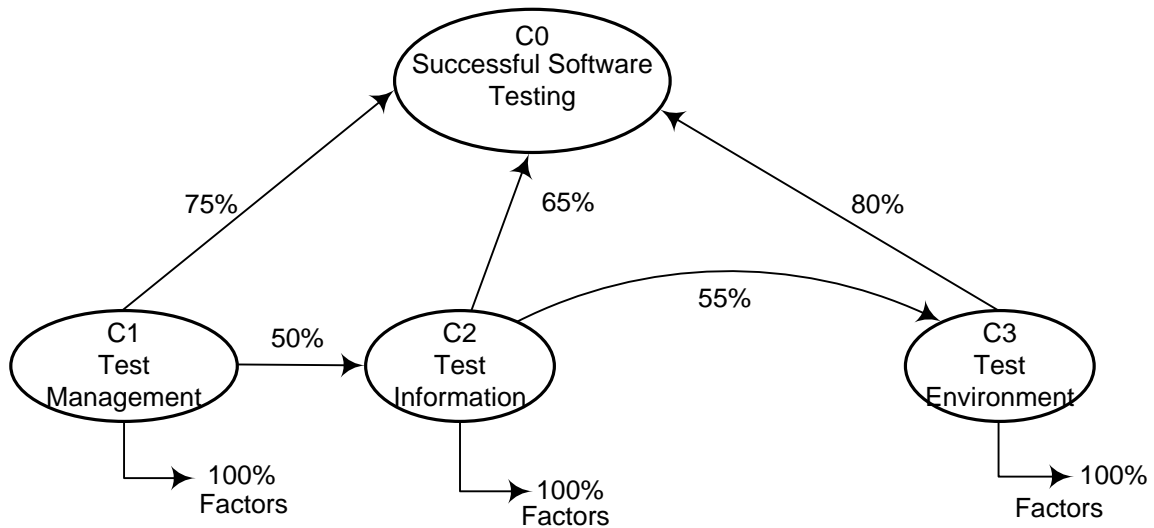 C0
Successful Software
Testing
75%
65%
80%
55%
50%
C1
Test
Management
C2
Test
Information
C3
Test
Environment
100%
Factors
100%
Factors
100%
Factors